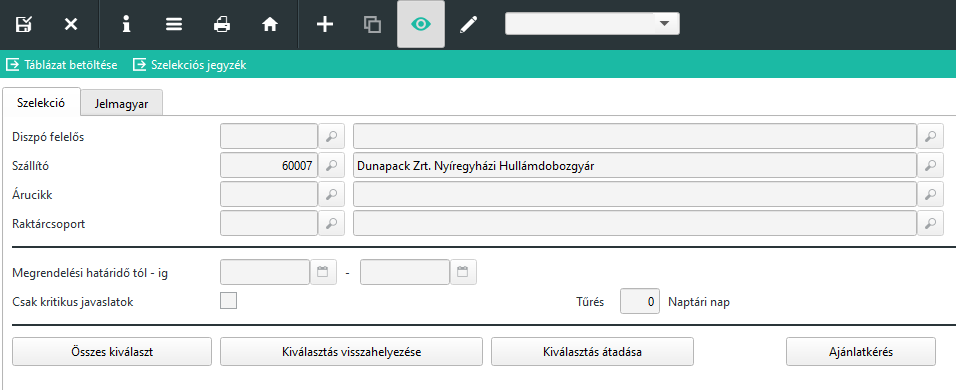 Táblázat betöltése Szelekciós jegyzék
Szelekció Jelmagyar
Diszpó felelős
Szállító 60007 Dunapack Zrt. Nyíregyházi Hullámdobozgyár
Árucikk
Raktárcsoport
Megrendelési határidő tól - ig -
Csak kritikus javaslatok Tűrés 0 Naptári nap
Összes kiválaszt Kiválasztás visszahelyezése Kiválasztás átadása Ajánlatkérés